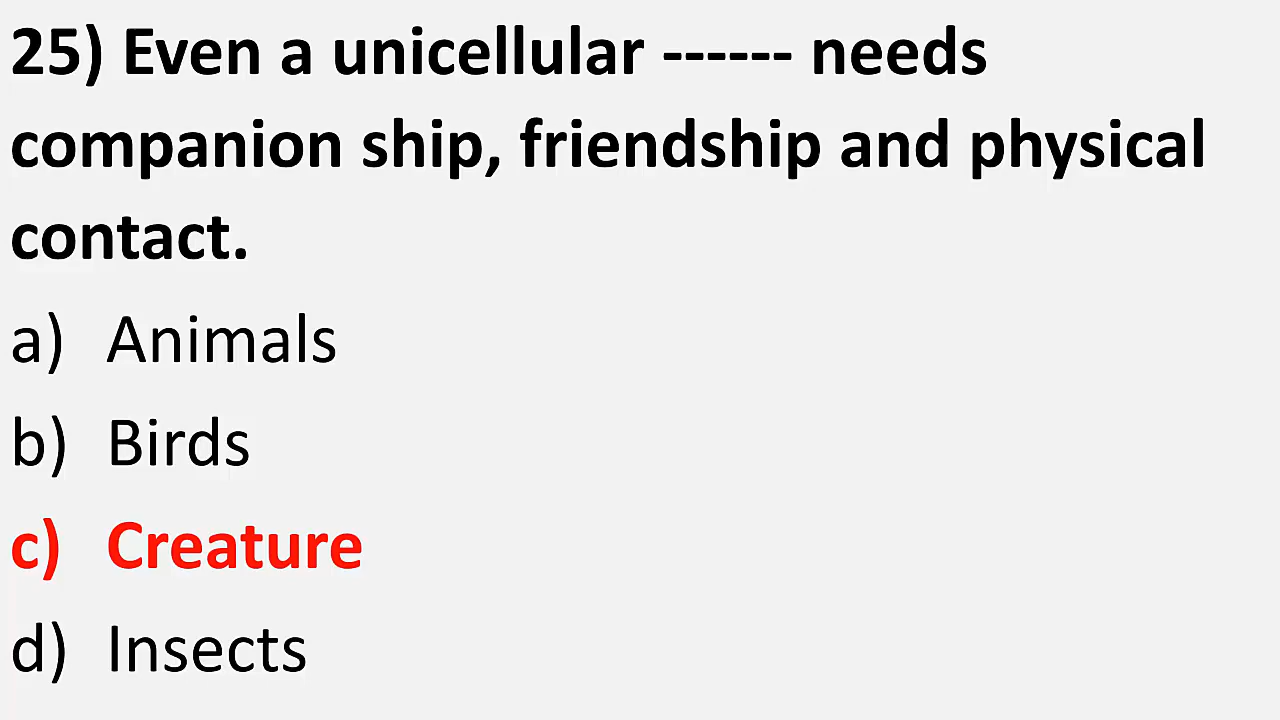 25) Even a unicellular ------ needs
companion ship, friendship and physical
contact.
a) Animals
b) Birds
c) Creature
d) Insects